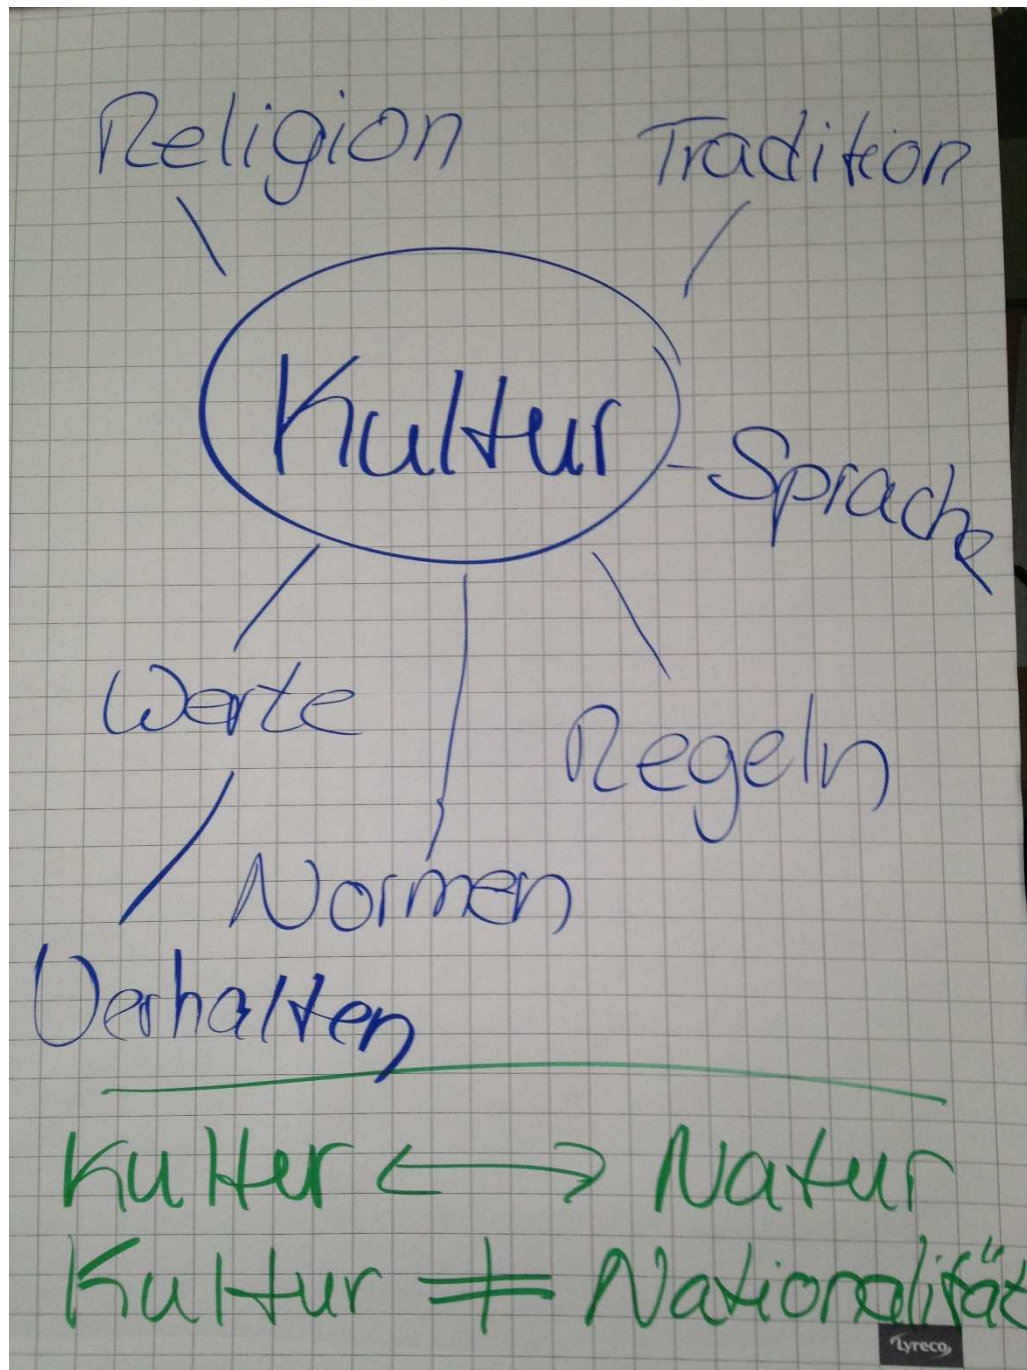 Religion
Tradition
Kultur
Sprache
Werte
Regeln
Normen
Verhalten
Kultur ↔ Natur
Kultur ≠ Nationalität
Lyreco